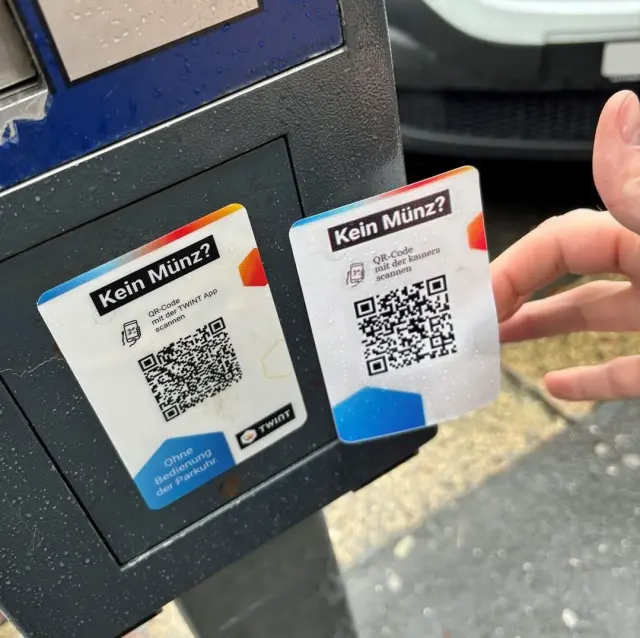 Kein Münz?
QR-Code
mit der TWINT App
scannen
TWINT
Ohne
Bedienung
der Parkuhr.
Kein Münz?
QR-Code
mit der kamera
scannen